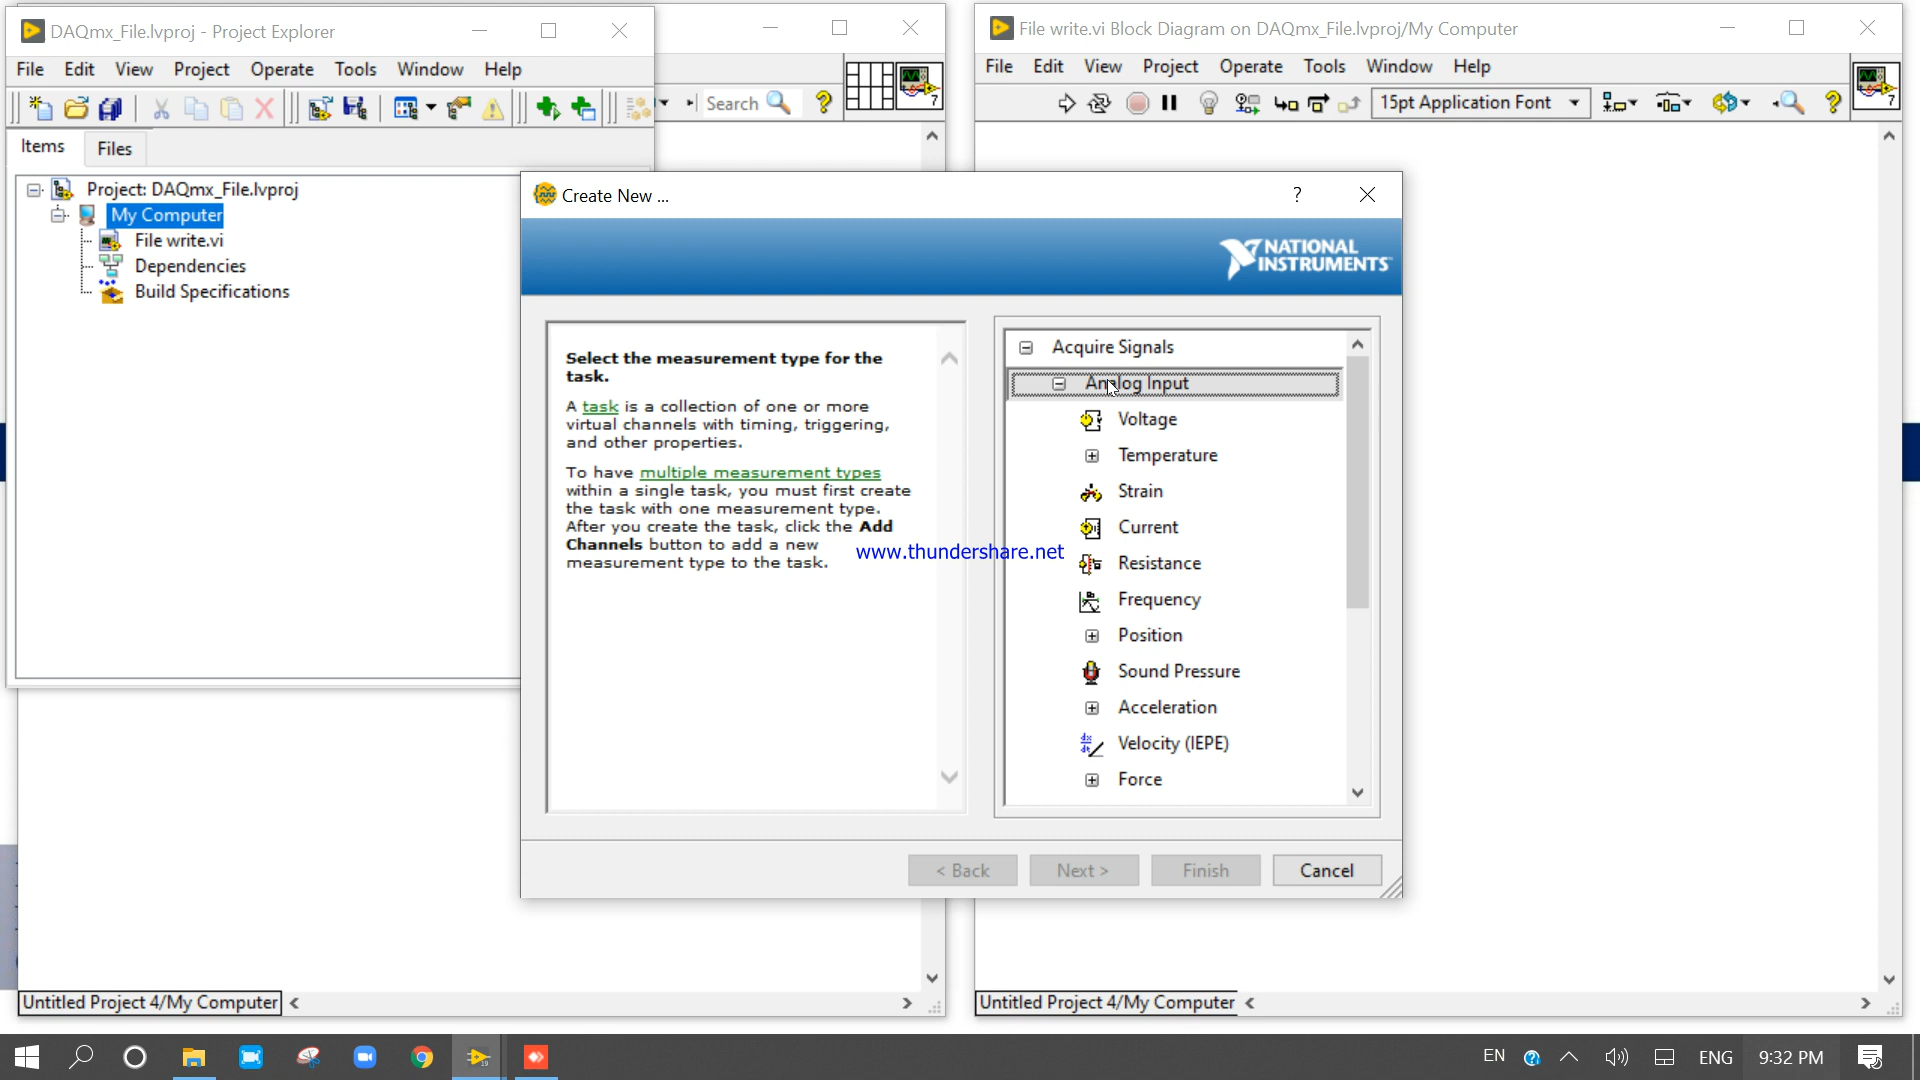 DAQmx_File.lvproj - Project Explorer
File Edit View Project Operate Tools Window Help
Search
7
Items Files
Project: DAQmx_File.lvproj
My Computer
File write.vi
Dependencies
Build Specifications
File write.vi Block Diagram on DAQmx_File.lvproj/My Computer
File Edit View Project Operate Tools Window Help
15pt Application Font
7
Create New ...
NATIONAL
INSTRUMENTS
Select the measurement type for the
task.
A task is a collection of one or more
virtual channels with timing, triggering,
and other properties.
To have multiple measurement types
within a single task, you must first create
the task with one measurement type.
After you create the task, click the Add
Channels button to add a new
measurement type to the task.
www.thundershare.net
Acquire Signals
Analog Input
Voltage
Temperature
Strain
Current
Resistance
Frequency
Position
Sound Pressure
Acceleration
Velocity (IEPE)
Force
< Back Next > Finish Cancel
Untitled Project 4/My Computer
Untitled Project 4/My Computer
EN ENG 9:32 PM